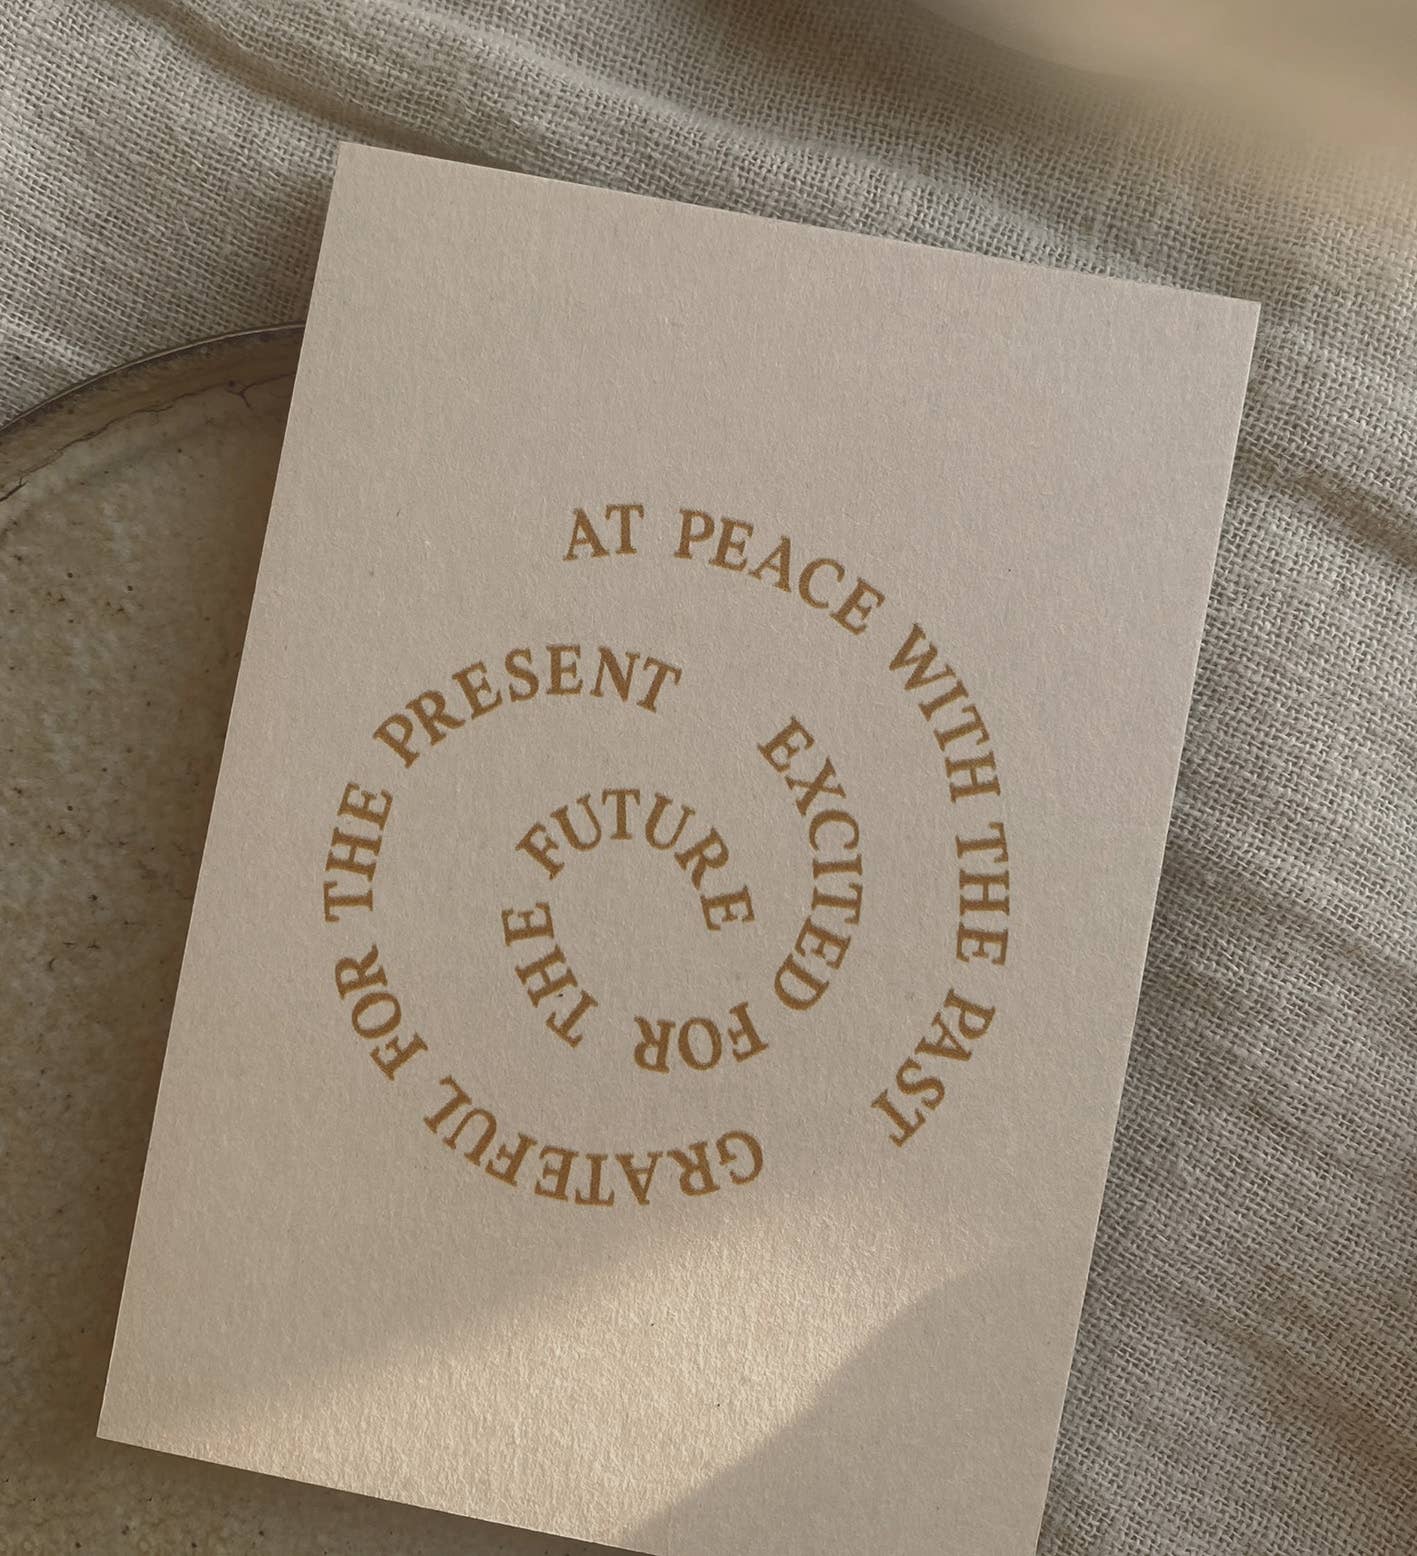 AT PEACE WITH THE PAST
GRATEFUL FOR THE PRESENT
EXCITED FOR THE FUTURE